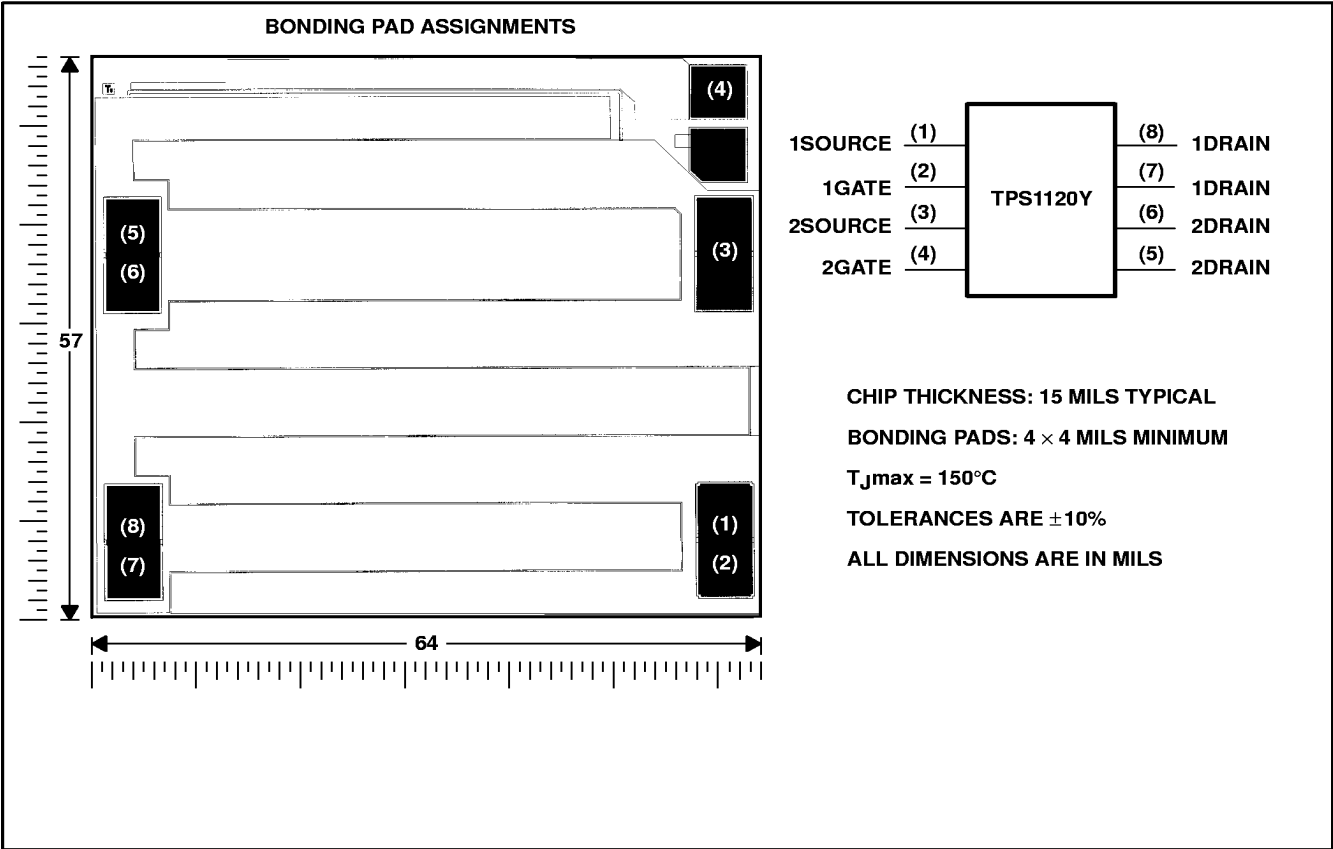 BONDING PAD ASSIGNMENTS
(4)
(5)
(6)
(3)
57
(8)
(7)
(1)
(2)
64
1SOURCE (1)
1GATE (2)
2SOURCE (3)
2GATE (4)
TPS1120Y
(8) 1DRAIN
(7) 1DRAIN
(6) 2DRAIN
(5) 2DRAIN
CHIP THICKNESS: 15 MILS TYPICAL
BONDING PADS: 4 × 4 MILS MINIMUM
TJmax = 150°C
TOLERANCES ARE ±10%
ALL DIMENSIONS ARE IN MILS